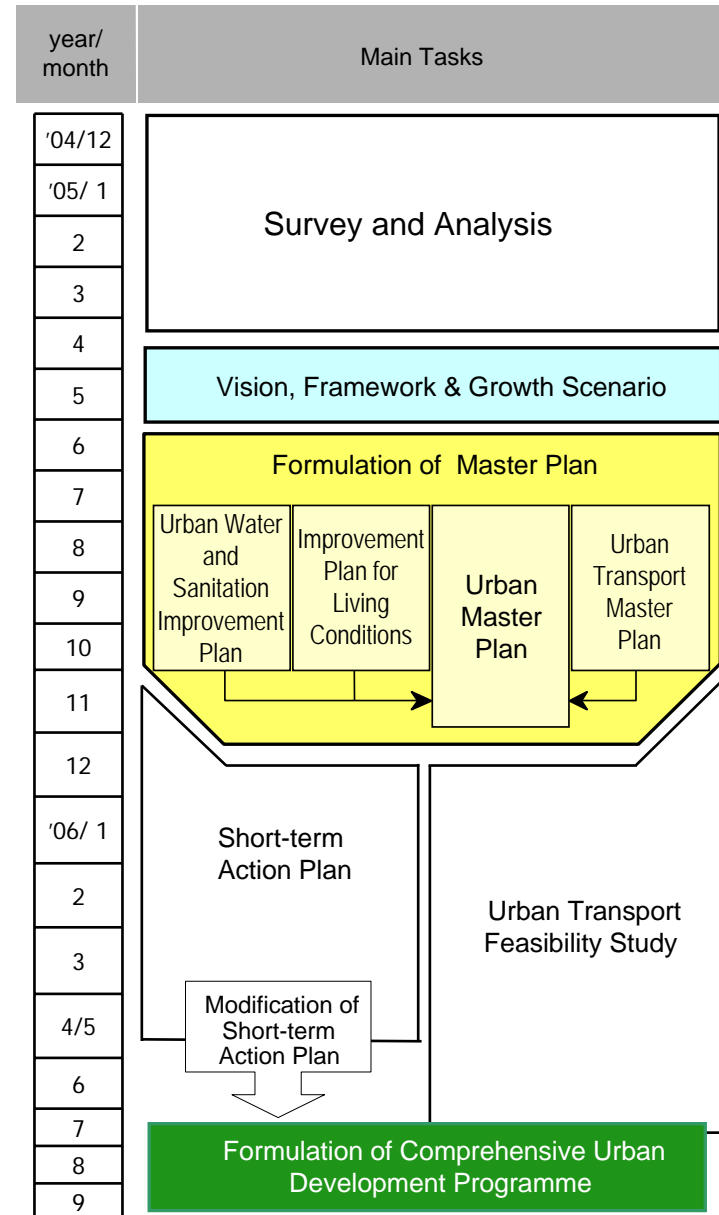 year/
month
Main Tasks
'04/12
'05/ 1
2
3
4
5
6
7
8
9
10
11
12
'06/ 1
2
3
4/5
6
7
8
9
Survey and Analysis
Vision, Framework & Growth Scenario
Formulation of Master Plan
Urban Water
and
Sanitation
Improvement
Plan
Improvement
Plan for
Living
Conditions
Urban
Master
Plan
Urban
Transport
Master
Plan
Short-term
Action Plan
Urban Transport
Feasibility Study
Modification of
Short-term
Action Plan
Formulation of Comprehensive Urban
Development Programme